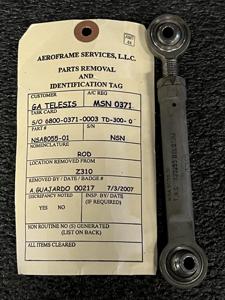 AEROFRAME SERVICES, L.L.C.
PARTS REMOVAL
AND
IDENTIFICATION TAG
CUSTOMER A/C REG
GA TELESIS MSN 0371
TASK CARD
S/O 6800-0371-0003 TD-300-0
PART # S/N
NSA8055-01 NSN
NOMENCLATURE
ROD
LOCATION REMOVED FROM
Z310
REMOVED BY / DATE / BADGE #
A.GUAJARDO 00217 7/3/2007
DISCREPANCY NOTED INSP. BY / DATE
YES NO (IF REQUIRED)
NON ROUTINE NO (S) GENERATED
(LIST ON BACK)
ALL ITEMS CLEARED